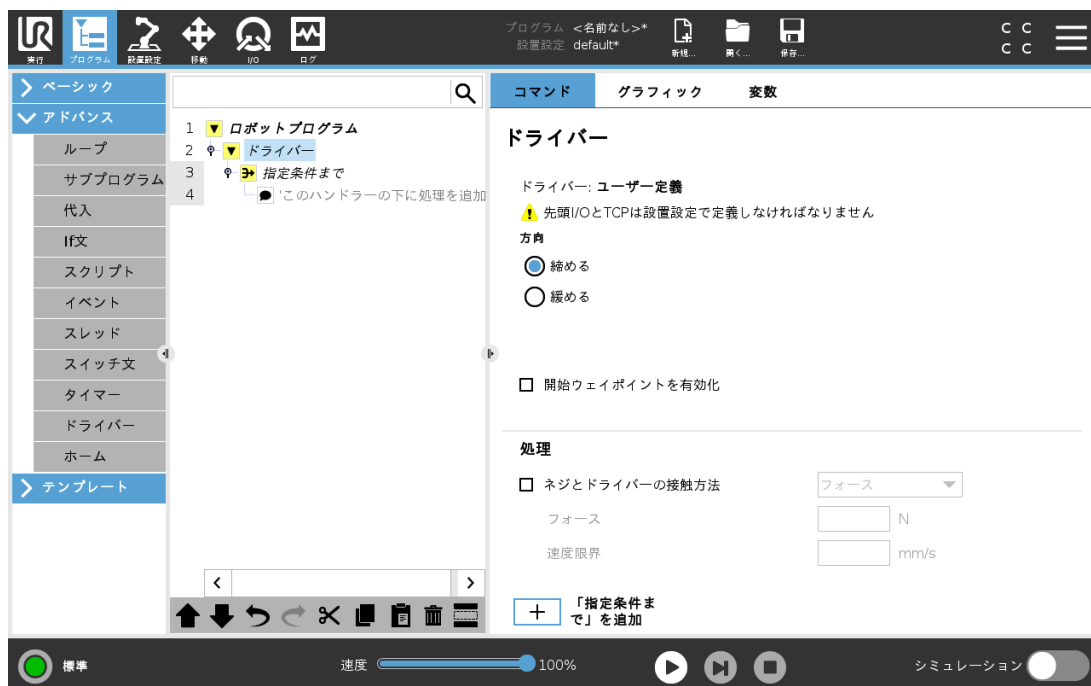 プログラム <名前なし>*
設置設定 default*
実行
プログラム
設置設定
移動
I/O
ログ
新規...
開く...
保存...
C C
C C
ベーシック
アドバンス
ループ
サブプログラム
代入
If文
スクリプト
イベント
スレッド
スイッチ文
タイマー
ドライバー
ホーム
テンプレート
1 ロボットプログラム
2 ドライバー
3 指定条件まで
4 'このハンドラーの下に処理を追加
コマンド グラフィック 変数
ドライバー
ドライバー: ユーザー定義
先頭I/OとTCPは設置設定で定義しなければなりません
方向
締める
緩める
開始ウェイポイントを有効化
処理
ネジとドライバーの接触方法 フォース
フォース N
速度限界 mm/s
+ 「指定条件ま
で」を追加
標準
速度 100%
シミュレーション